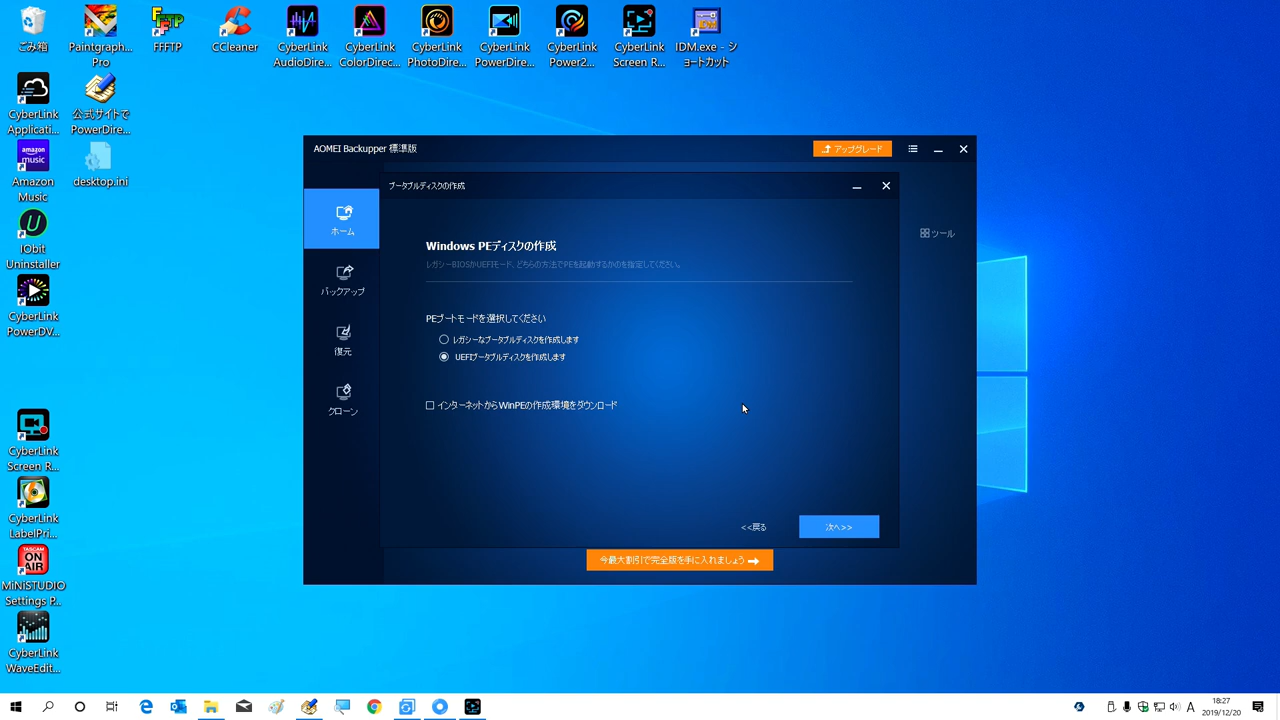 ごみ箱
Paintgraph...
Pro
FFFTP
CCleaner
CyberLink
AudioDire...
CyberLink
ColorDirec...
CyberLink
PhotoDire...
CyberLink
PowerDire...
CyberLink
Power2...
CyberLink
Screen R...
IDM.exe - シ
ョートカット
CyberLink
Applicati...
公式サイトで
PowerDire...
amazon
music
Amazon
Music
desktop.ini
IObit
Uninstaller
CyberLink
PowerDV...
CyberLink
Screen R...
CyberLink
LabelPri...
TASCAM
ON
AIR
MiNiSTUDIO
Settings P...
CyberLink
WaveEdit...
AOMEI Backupper 標準版
アップグレード
ブータブルディスクの作成
ホーム
バックアップ
復元
クローン
ツール
Windows PEディスクの作成
レガシーBIOSかUEFIモード、どちらの方法でPEを起動するかのを指定してください。
PEブートモードを選択してください
レガシーなブータブルディスクを作成します
UEFIブータブルディスクを作成します
インターネットからWinPEの作成環境をダウンロード
<<戻る
次へ>>
今最大割引で完全版を手に入れましょう
A
18:27
2019/12/20